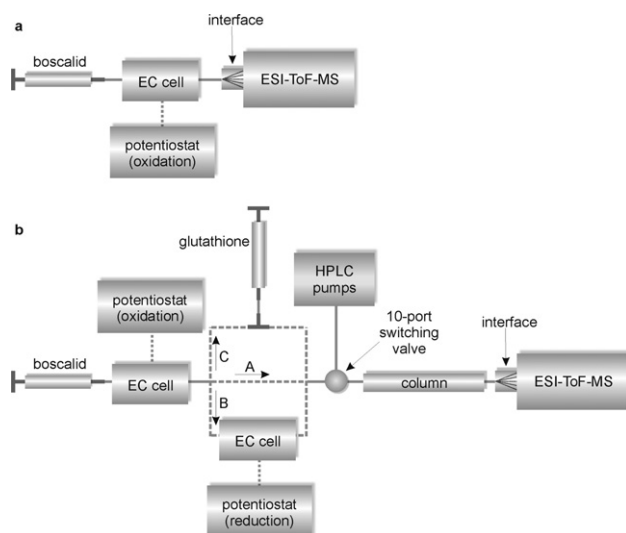 a
interface
boscalid
EC cell
ESI-ToF-MS
potentiostat
(oxidation)
b
glutathione
HPLC
pumps
potentiostat
(oxidation)
10-port
switching
valve
interface
boscalid
EC cell
C
A
column
ESI-ToF-MS
B
EC cell
potentiostat
(reduction)